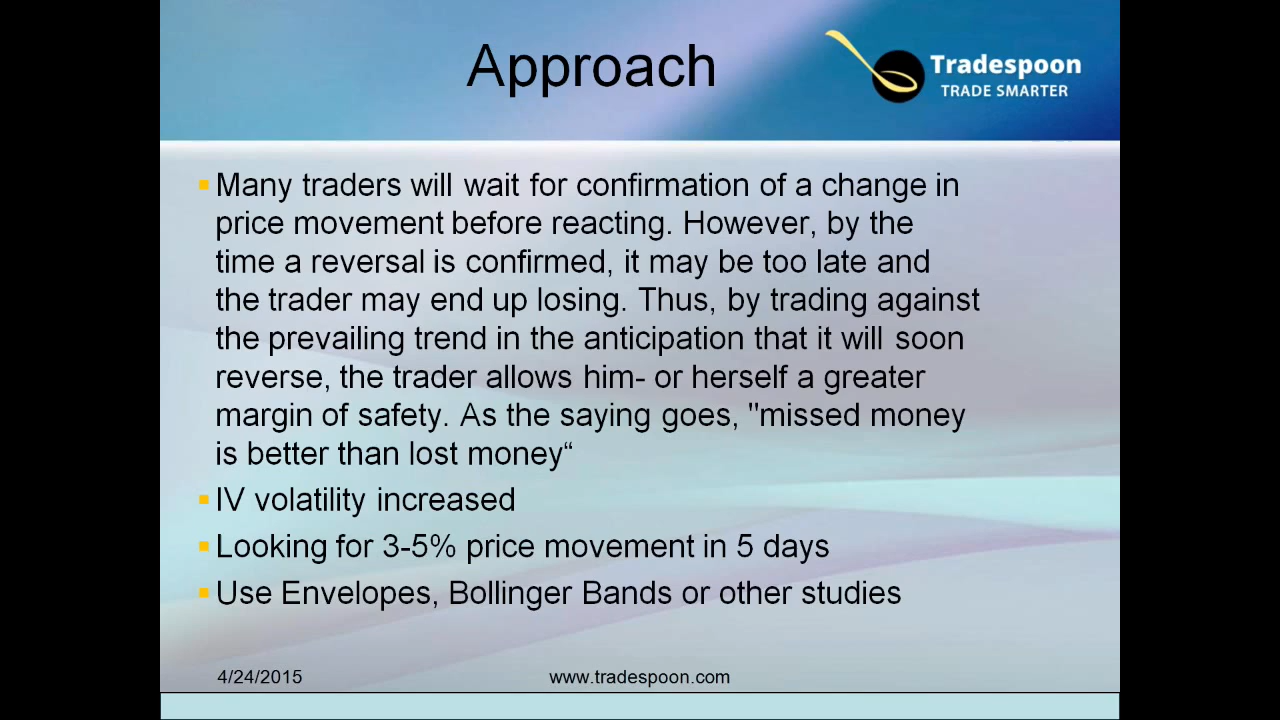 Approach
Tradespoon
TRADE SMARTER
Many traders will wait for confirmation of a change in
price movement before reacting. However, by the
time a reversal is confirmed, it may be too late and
the trader may end up losing. Thus, by trading against
the prevailing trend in the anticipation that it will soon
reverse, the trader allows him- or herself a greater
margin of safety. As the saying goes, "missed money
is better than lost money“
IV volatility increased
Looking for 3-5% price movement in 5 days
Use Envelopes, Bollinger Bands or other studies
4/24/2015
www.tradespoon.com